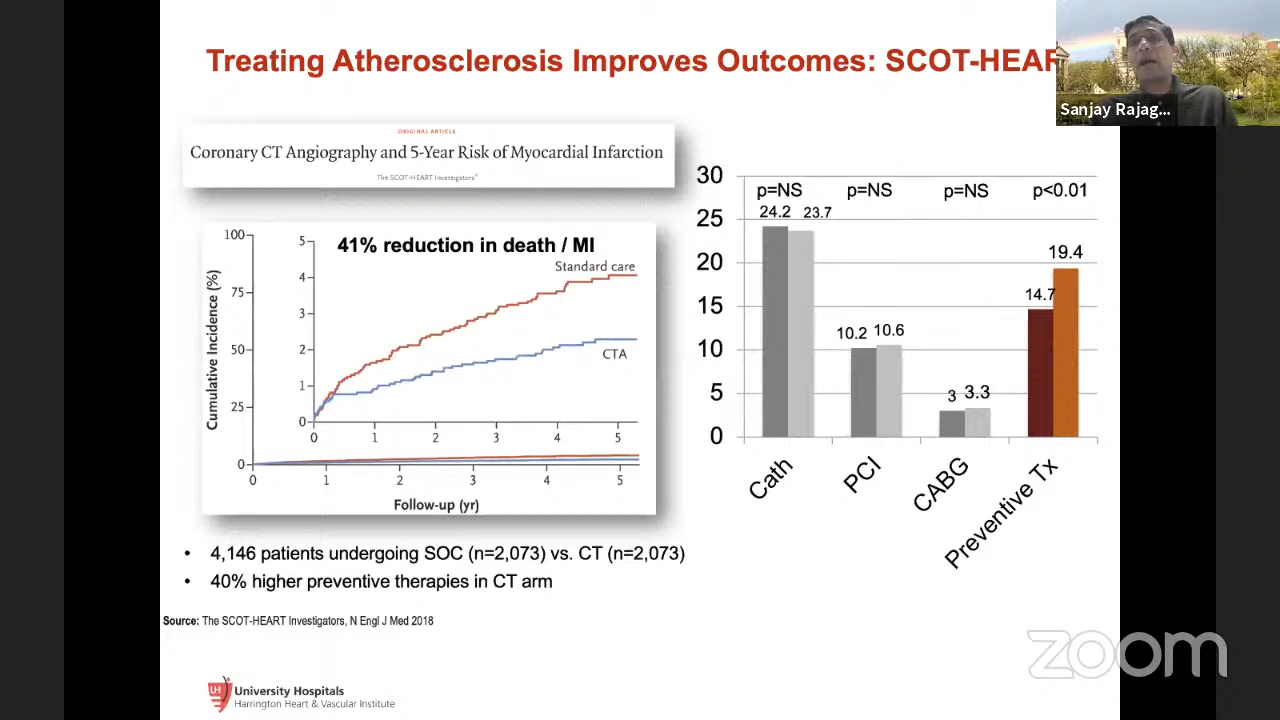 Treating Atherosclerosis Improves Outcomes: SCOT-HEAR
Sanjay Rajag...
ORIGINAL ARTICLE
Coronary CT Angiography and 5-Year Risk of Myocardial Infarction
The SCOT-HEART Investigators*
41% reduction in death / MI
Standard care
CTA
Cumulative Incidence (%)
100
75
50
25
0
5
4
3
2
1
0
0 1 2 3 4 5
0 1 2 3 4 5
Follow-up (yr)
30
25
20
15
10
5
0
p=NS p=NS p=NS p<0.01
24.2 23.7
10.2 10.6
3 3.3
14.7 19.4
Cath
PCI
CABG
Preventive Tx
• 4,146 patients undergoing SOC (n=2,073) vs. CT (n=2,073)
• 40% higher preventive therapies in CT arm
Source: The SCOT-HEART Investigators, N Engl J Med 2018
zoom
UH
University Hospitals
Harrington Heart & Vascular Institute